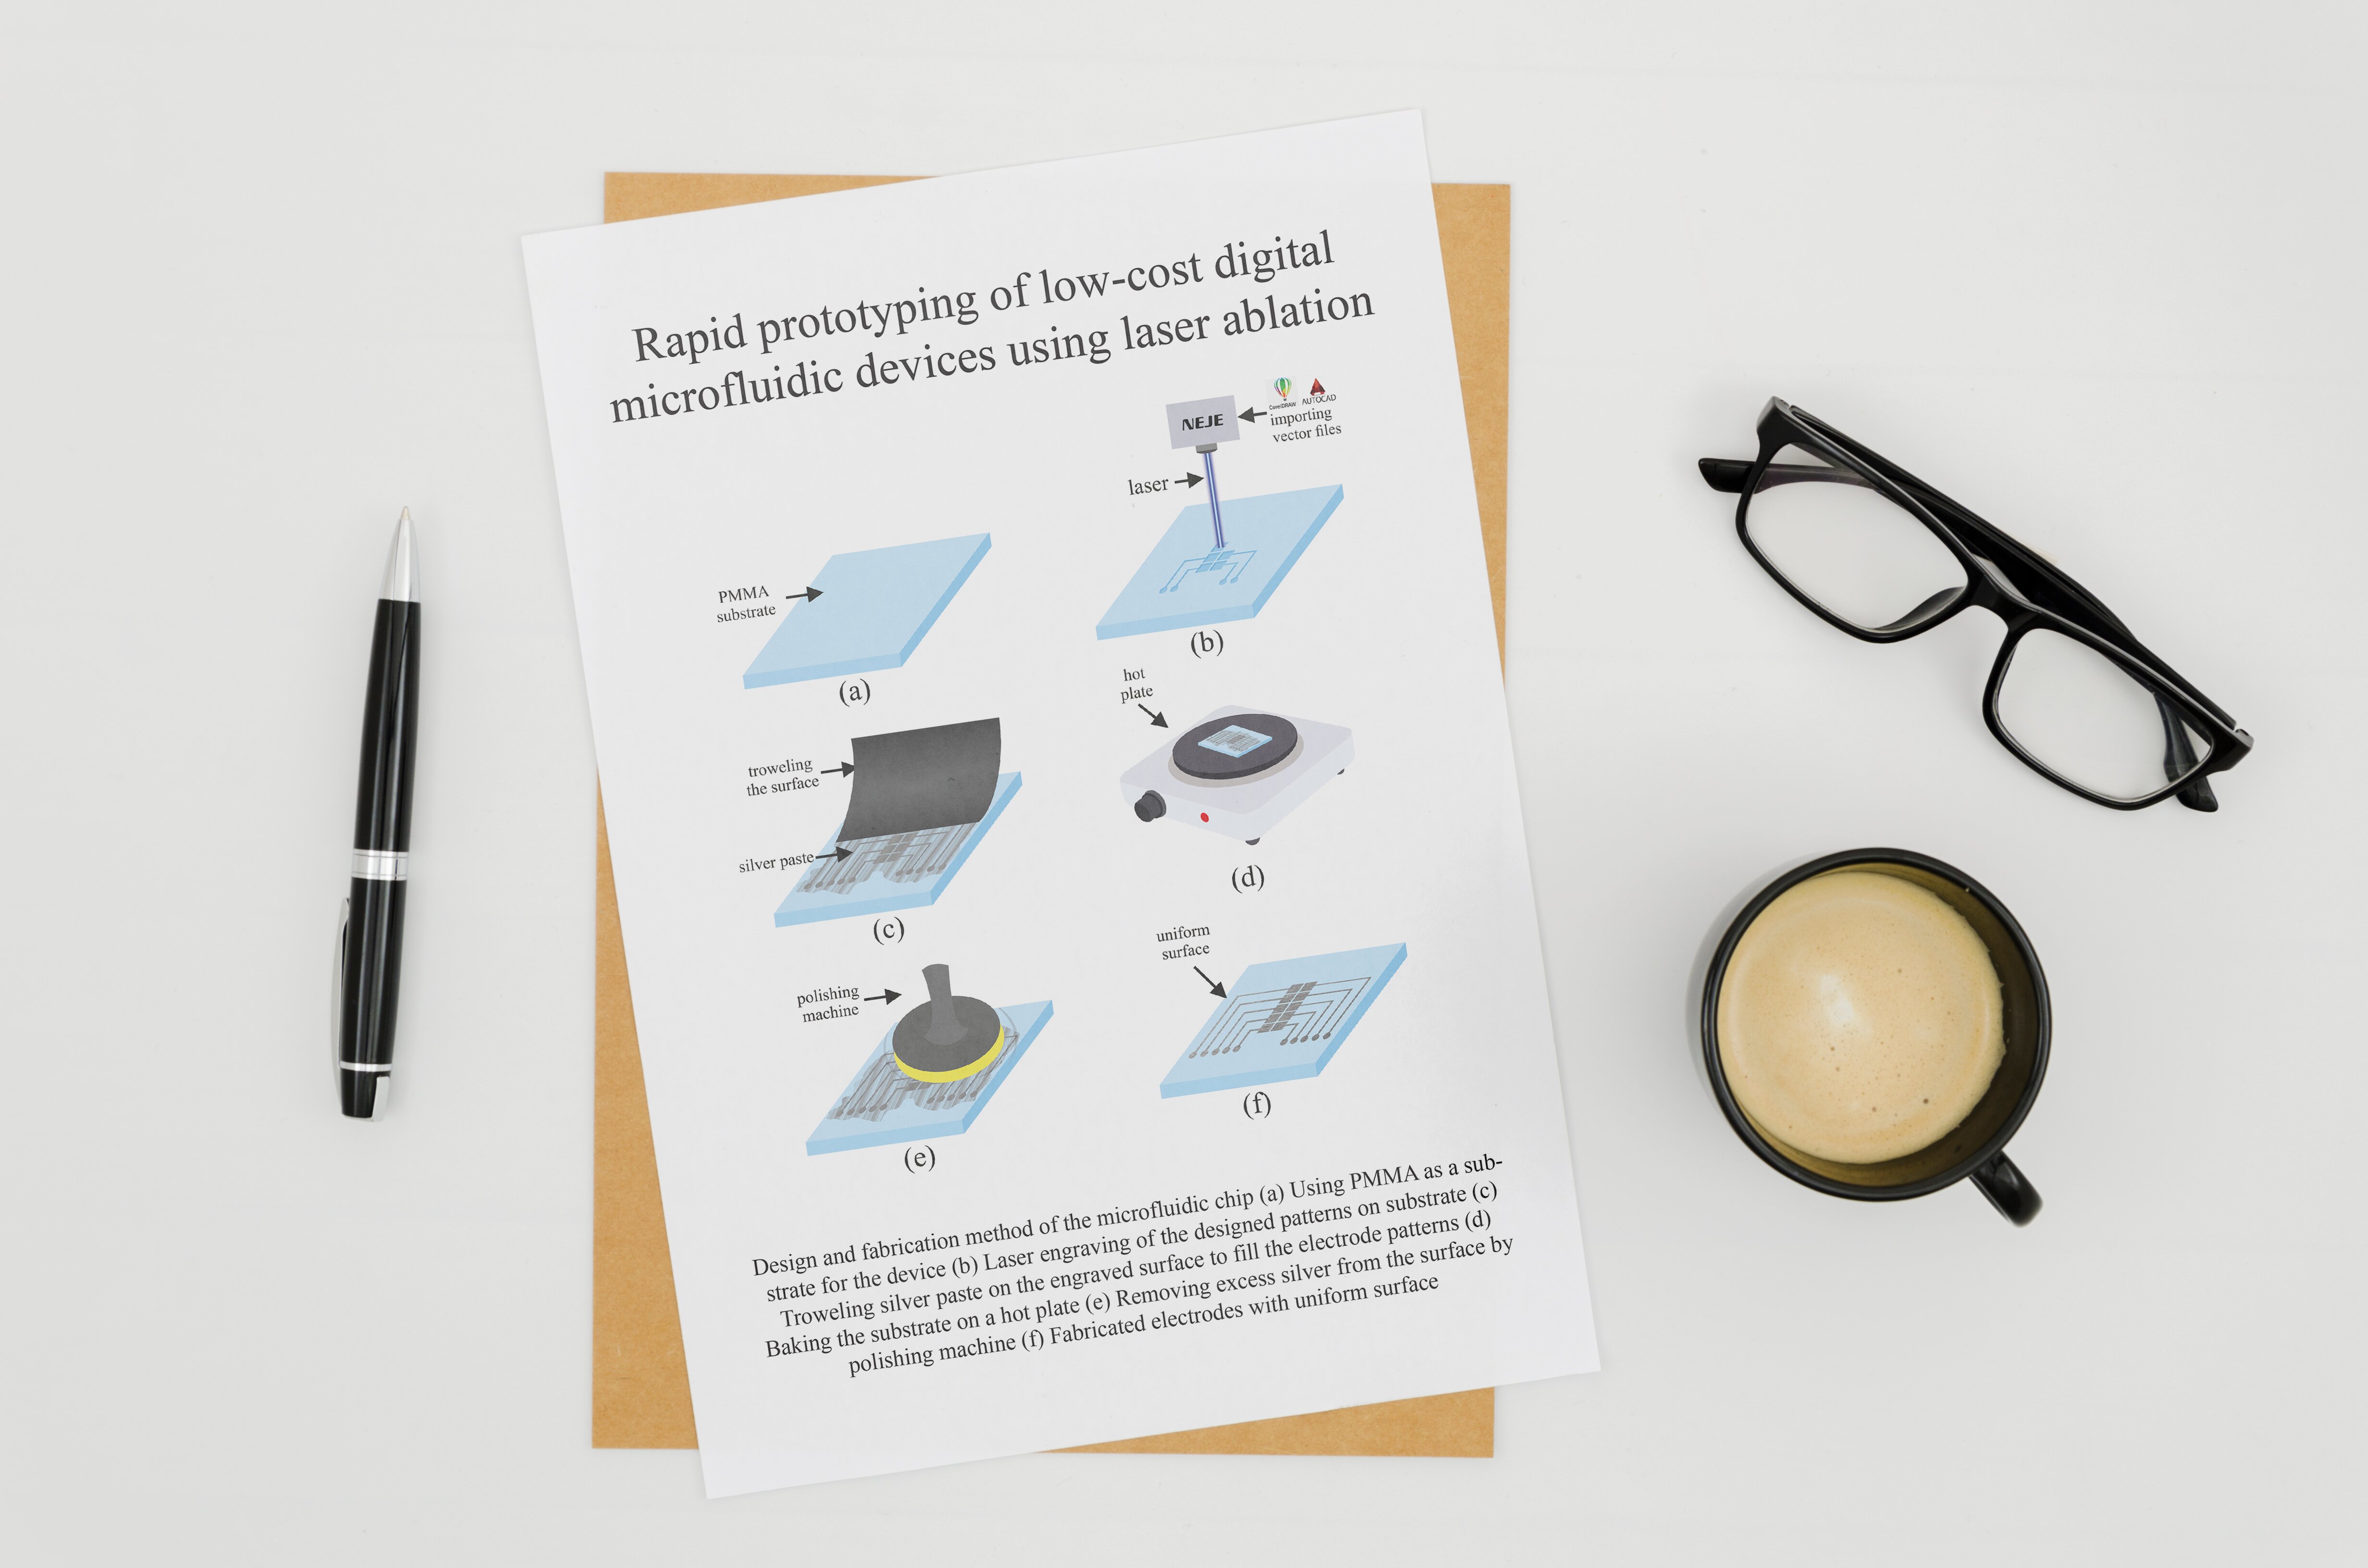 Rapid prototyping of low-cost digital
microfluidic devices using laser ablation
PMMA
substrate
(a)
CorelDRAW
AUTOCAD
NEJE
importing
vector files
laser
(b)
troweling
the surface
silver paste
(c)
hot
plate
(d)
polishing
machine
(e)
uniform
surface
(f)
Design and fabrication method of the microfluidic chip (a) Using PMMA as a sub-
strate for the device (b) Laser engraving of the designed patterns on substrate (c)
Troweling silver paste on the engraved surface to fill the electrode patterns (d)
Baking the substrate on a hot plate (e) Removing excess silver from the surface by
polishing machine (f) Fabricated electrodes with uniform surface